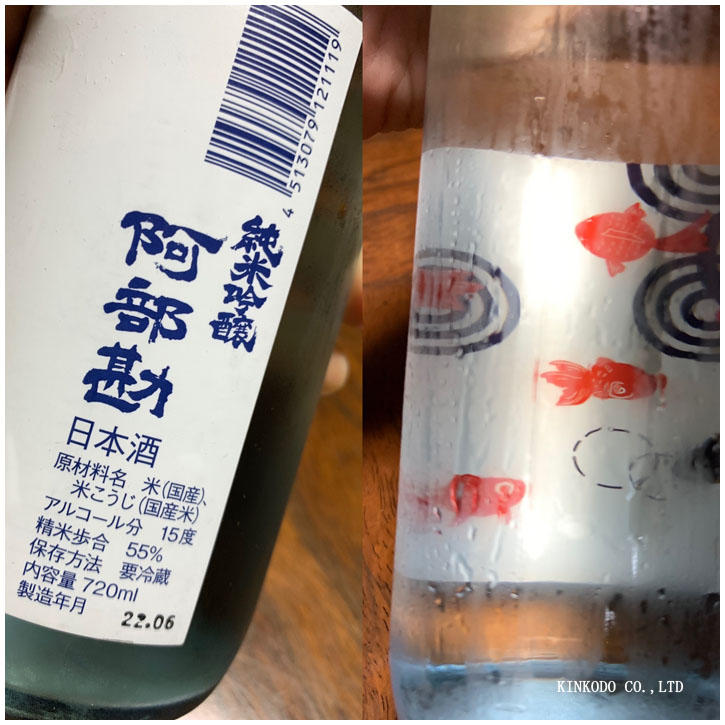 4 513079 121119
純米吟醸
阿部勘
日本酒
原材料名 米(国産)、
米こうじ(国産米)
アルコール分 15度
精米歩合 55%
保存方法 要冷蔵
内容量 720ml
製造年月
22.06
KINKODO CO.,LTD